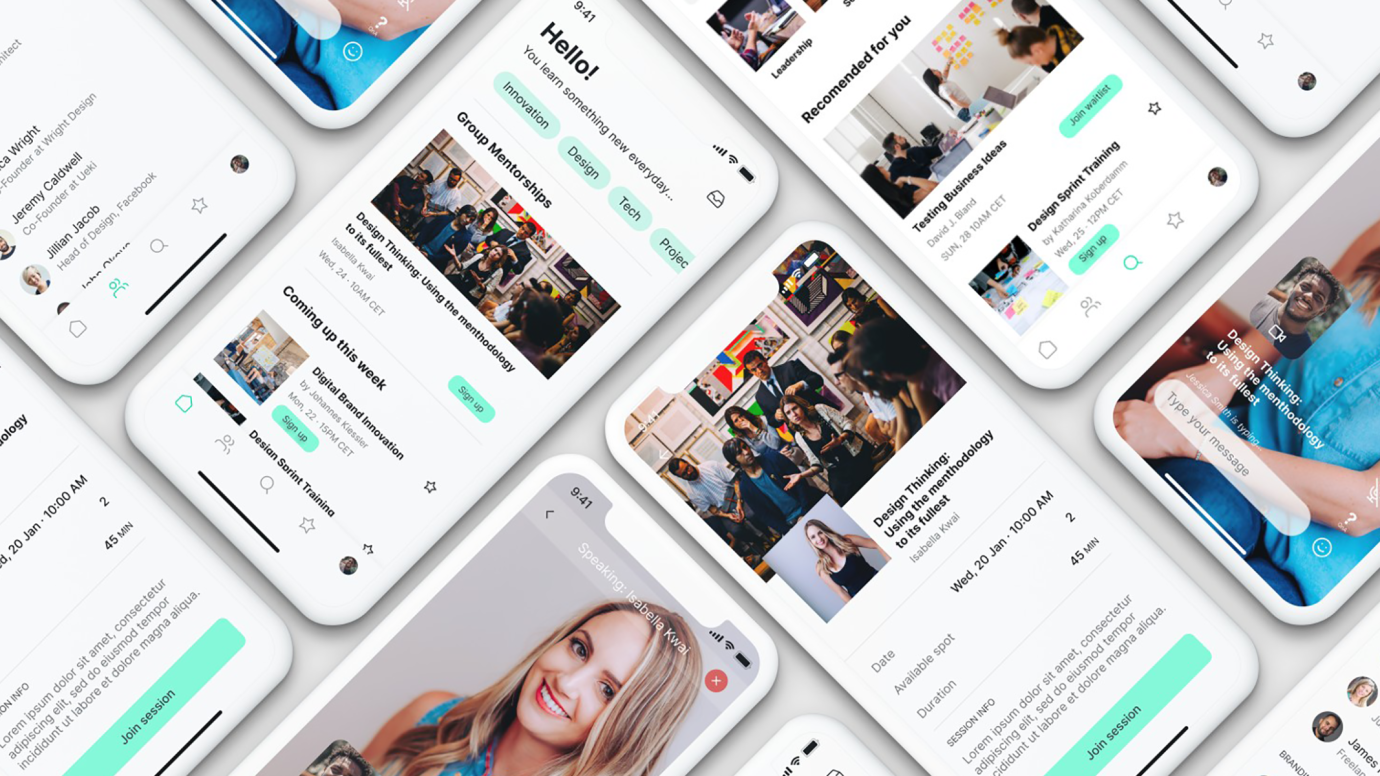 hitect
ca Wright
Co-Founder at Wright Design
Jeremy Caldwell
Co-Founder at Ueki
Jillian Jacob
Head of Design, Facebook
9:41
Hello!
You learn something new everyday...
Innovation
Design
Tech
Projec
Group Mentorships
Design Thinking: Using the menthodology
to its fullest
Isabella Kwai
Wed, 24 · 10AM CET
Sign up
Coming up this week
Digital Brand Innovation
by Johannes Kiessler
Mon, 22 · 15PM CET
Sign up
Design Sprint Training
Leadership
Recomended for you
Testing Business Ideas
David J. Bland
SUN, 28 10AM CET
Join waitlist
Design Sprint Training
by Katharina Koberdamn
Wed, 25 · 12PM CET
Sign up
Design Thinking:
Using the menthodology
to its fullest
Jessica Smith is typing
Type your message
9:41
Design Thinking:
Using the menthodology
to its fullest
Isabella Kwai
Date
Wed, 20 Jan · 10:00 AM
Available spot
2
Duration
45 MIN
SESSION INFO
Lorem ipsum dolor sit amet, consectetur
adipiscing elit, sed do eiusmod tempor
incididunt ut labore et dolore magna aliqua.
Join session
9:41
Speaking: Isabella Kwai
dology
Wed, 20 Jan · 10:00 AM
2
45 MIN
ON INFO
Lorem ipsum dolor sit amet, consectetur
adipiscing elit, sed do eiusmod tempor
incididunt ut labore et dolore magna aliqua.
Join session
James
Freelan
BRAND